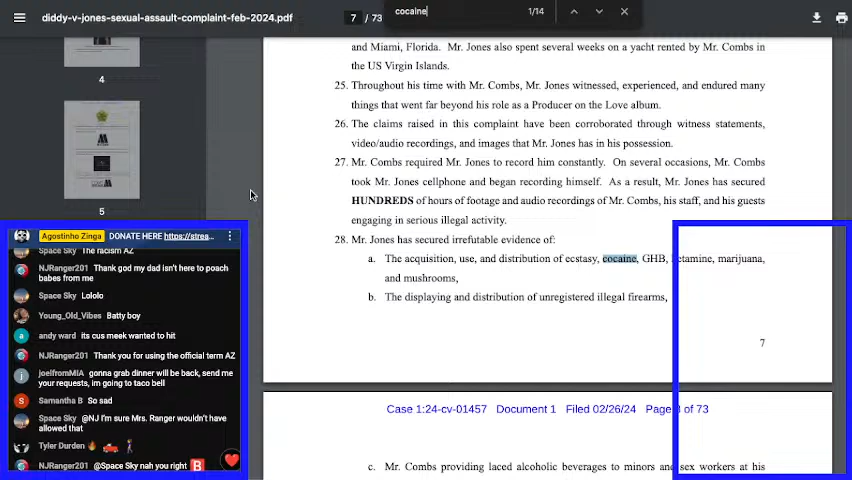 diddy-v-jones-sexual-assault-complaint-feb-2024.pdf
7 / 73
cocaine 1/14
4
5
and Miami, Florida. Mr. Jones also spent several weeks on a yacht rented by Mr. Combs in
the US Virgin Islands.
25. Throughout his time with Mr. Combs, Mr. Jones witnessed, experienced, and endured many
things that went far beyond his role as a Producer on the Love album.
26. The claims raised in this complaint have been corroborated through witness statements,
video/audio recordings, and images that Mr. Jones has in his possession.
27. Mr. Combs required Mr. Jones to record him constantly. On several occasions, Mr. Combs
took Mr. Jones cellphone and began recording himself. As a result, Mr. Jones has secured
HUNDREDS of hours of footage and audio recordings of Mr. Combs, his staff, and his guests
engaging in serious illegal activity.
28. Mr. Jones has secured irrefutable evidence of:
a. The acquisition, use, and distribution of ecstasy, cocaine, GHB, ketamine, marijuana,
and mushrooms,
b. The displaying and distribution of unregistered illegal firearms,
7
Case 1:24-cv-01457 Document 1 Filed 02/26/24 Page 8 of 73
c. Mr. Combs providing laced alcoholic beverages to minors and sex workers at his
Agostinho Zinga DONATE HERE https://strea...
Space Sky The racism AZ
NJRanger201 Thank god my dad isn't here to poach
babes from me
Space Sky Lololo
Young_Old_Vibes Batty boy
a andy ward its cus meek wanted to hit
NJRanger201 Thank you for using the official term AZ
j joelfromMIA gonna grab dinner will be back, send me
your requests, im going to taco bell
S Samantha B So sad
Space Sky @NJ I'm sure Mrs. Ranger wouldn't have
allowed that
Tyler Durden 🔥 🛻 🚶
NJRanger201 @Space Sky nah you right 🅱